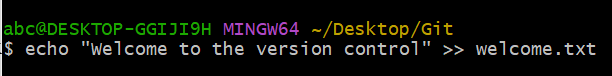 abc@DESKTOP-GGIJI9H MINGW64 ~/Desktop/Git
$ echo "Welcome to the version control" >> welcome.txt